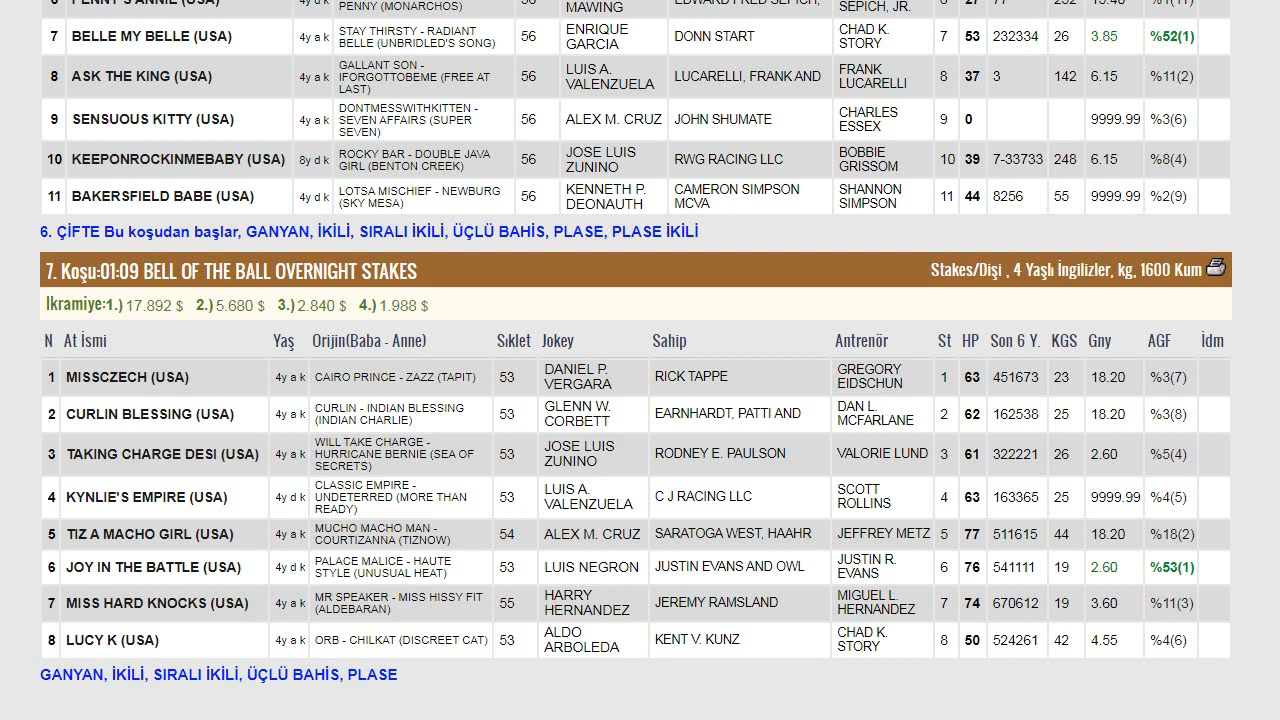 PENNY'S ANNIE (USA) 4y d k PENNY (MONARCHOS) 56 MAWING EDWARD FRED SEPICH, SEPICH, JR.
7 BELLE MY BELLE (USA) 4y a k STAY THIRSTY - RADIANT BELLE (UNBRIDLED'S SONG) 56 ENRIQUE GARCIA DONN START CHAD K. STORY 7 53 232334 26 3.85 %52(1)
8 ASK THE KING (USA) 4y a k GALLANT SON - IFORGOTTOBEME (FREE AT LAST) 56 LUIS A. VALENZUELA LUCARELLI, FRANK AND FRANK LUCARELLI 8 37 3 142 6.15 %11(2)
9 SENSUOUS KITTY (USA) 4y a k DONTMESSWITHKITTEN - SEVEN AFFAIRS (SUPER SEVEN) 56 ALEX M. CRUZ JOHN SHUMATE CHARLES ESSEX 9 0 9999.99 %3(6)
10 KEEPONROCKINMEBABY (USA) 8y d k ROCKY BAR - DOUBLE JAVA GIRL (BENTON CREEK) 56 JOSE LUIS ZUNINO RWG RACING LLC BOBBIE GRISSOM 10 39 7-33733 248 6.15 %8(4)
11 BAKERSFIELD BABE (USA) 4y d k LOTSA MISCHIEF - NEWBURG (SKY MESA) 56 KENNETH P. DEONAUTH CAMERON SIMPSON MCVA SHANNON SIMPSON 11 44 8256 55 9999.99 %2(9)
6. ÇİFTE Bu koşudan başlar, GANYAN, İKİLİ, SIRALI İKİLİ, ÜÇLÜ BAHİS, PLASE, PLASE İKİLİ
7. Koşu:01:09 BELL OF THE BALL OVERNIGHT STAKES Stakes/Dişi , 4 Yaşlı İngilizler, kg, 1600 Kum
İkramiye:1.) 17.892 $ 2.) 5.680 $ 3.) 2.840 $ 4.) 1.988 $
N At İsmi Yaş Orijin(Baba - Anne) Sıklet Jokey Sahip Antrenör St HP Son 6 Y. KGS Gny AGF İdm
1 MISSCZECH (USA) 4y a k CAIRO PRINCE - ZAZZ (TAPIT) 53 DANIEL P. VERGARA RICK TAPPE GREGORY EIDSCHUN 1 63 451673 23 18.20 %3(7)
2 CURLIN BLESSING (USA) 4y a k CURLIN - INDIAN BLESSING (INDIAN CHARLIE) 53 GLENN W. CORBETT EARNHARDT, PATTI AND DAN L. MCFARLANE 2 62 162538 25 18.20 %3(8)
3 TAKING CHARGE DESI (USA) 4y a k WILL TAKE CHARGE - HURRICANE BERNIE (SEA OF SECRETS) 53 JOSE LUIS ZUNINO RODNEY E. PAULSON VALORIE LUND 3 61 322221 26 2.60 %5(4)
4 KYNLIE'S EMPIRE (USA) 4y d k CLASSIC EMPIRE - UNDETERRED (MORE THAN READY) 53 LUIS A. VALENZUELA C J RACING LLC SCOTT ROLLINS 4 63 163365 25 9999.99 %4(5)
5 TIZ A MACHO GIRL (USA) 4y a k MUCHO MACHO MAN - COURTIZANNA (TIZNOW) 54 ALEX M. CRUZ SARATOGA WEST, HAAHR JEFFREY METZ 5 77 511615 44 18.20 %18(2)
6 JOY IN THE BATTLE (USA) 4y d k PALACE MALICE - HAUTE STYLE (UNUSUAL HEAT) 53 LUIS NEGRON JUSTIN EVANS AND OWL JUSTIN R. EVANS 6 76 541111 19 2.60 %53(1)
7 MISS HARD KNOCKS (USA) 4y a k MR SPEAKER - MISS HISSY FIT (ALDEBARAN) 55 HARRY HERNANDEZ JEREMY RAMSLAND MIGUEL L. HERNANDEZ 7 74 670612 19 3.60 %11(3)
8 LUCY K (USA) 4y a k ORB - CHILKAT (DISCREET CAT) 53 ALDO ARBOLEDA KENT V. KUNZ CHAD K. STORY 8 50 524261 42 4.55 %4(6)
GANYAN, İKİLİ, SIRALI İKİLİ, ÜÇLÜ BAHİS, PLASE